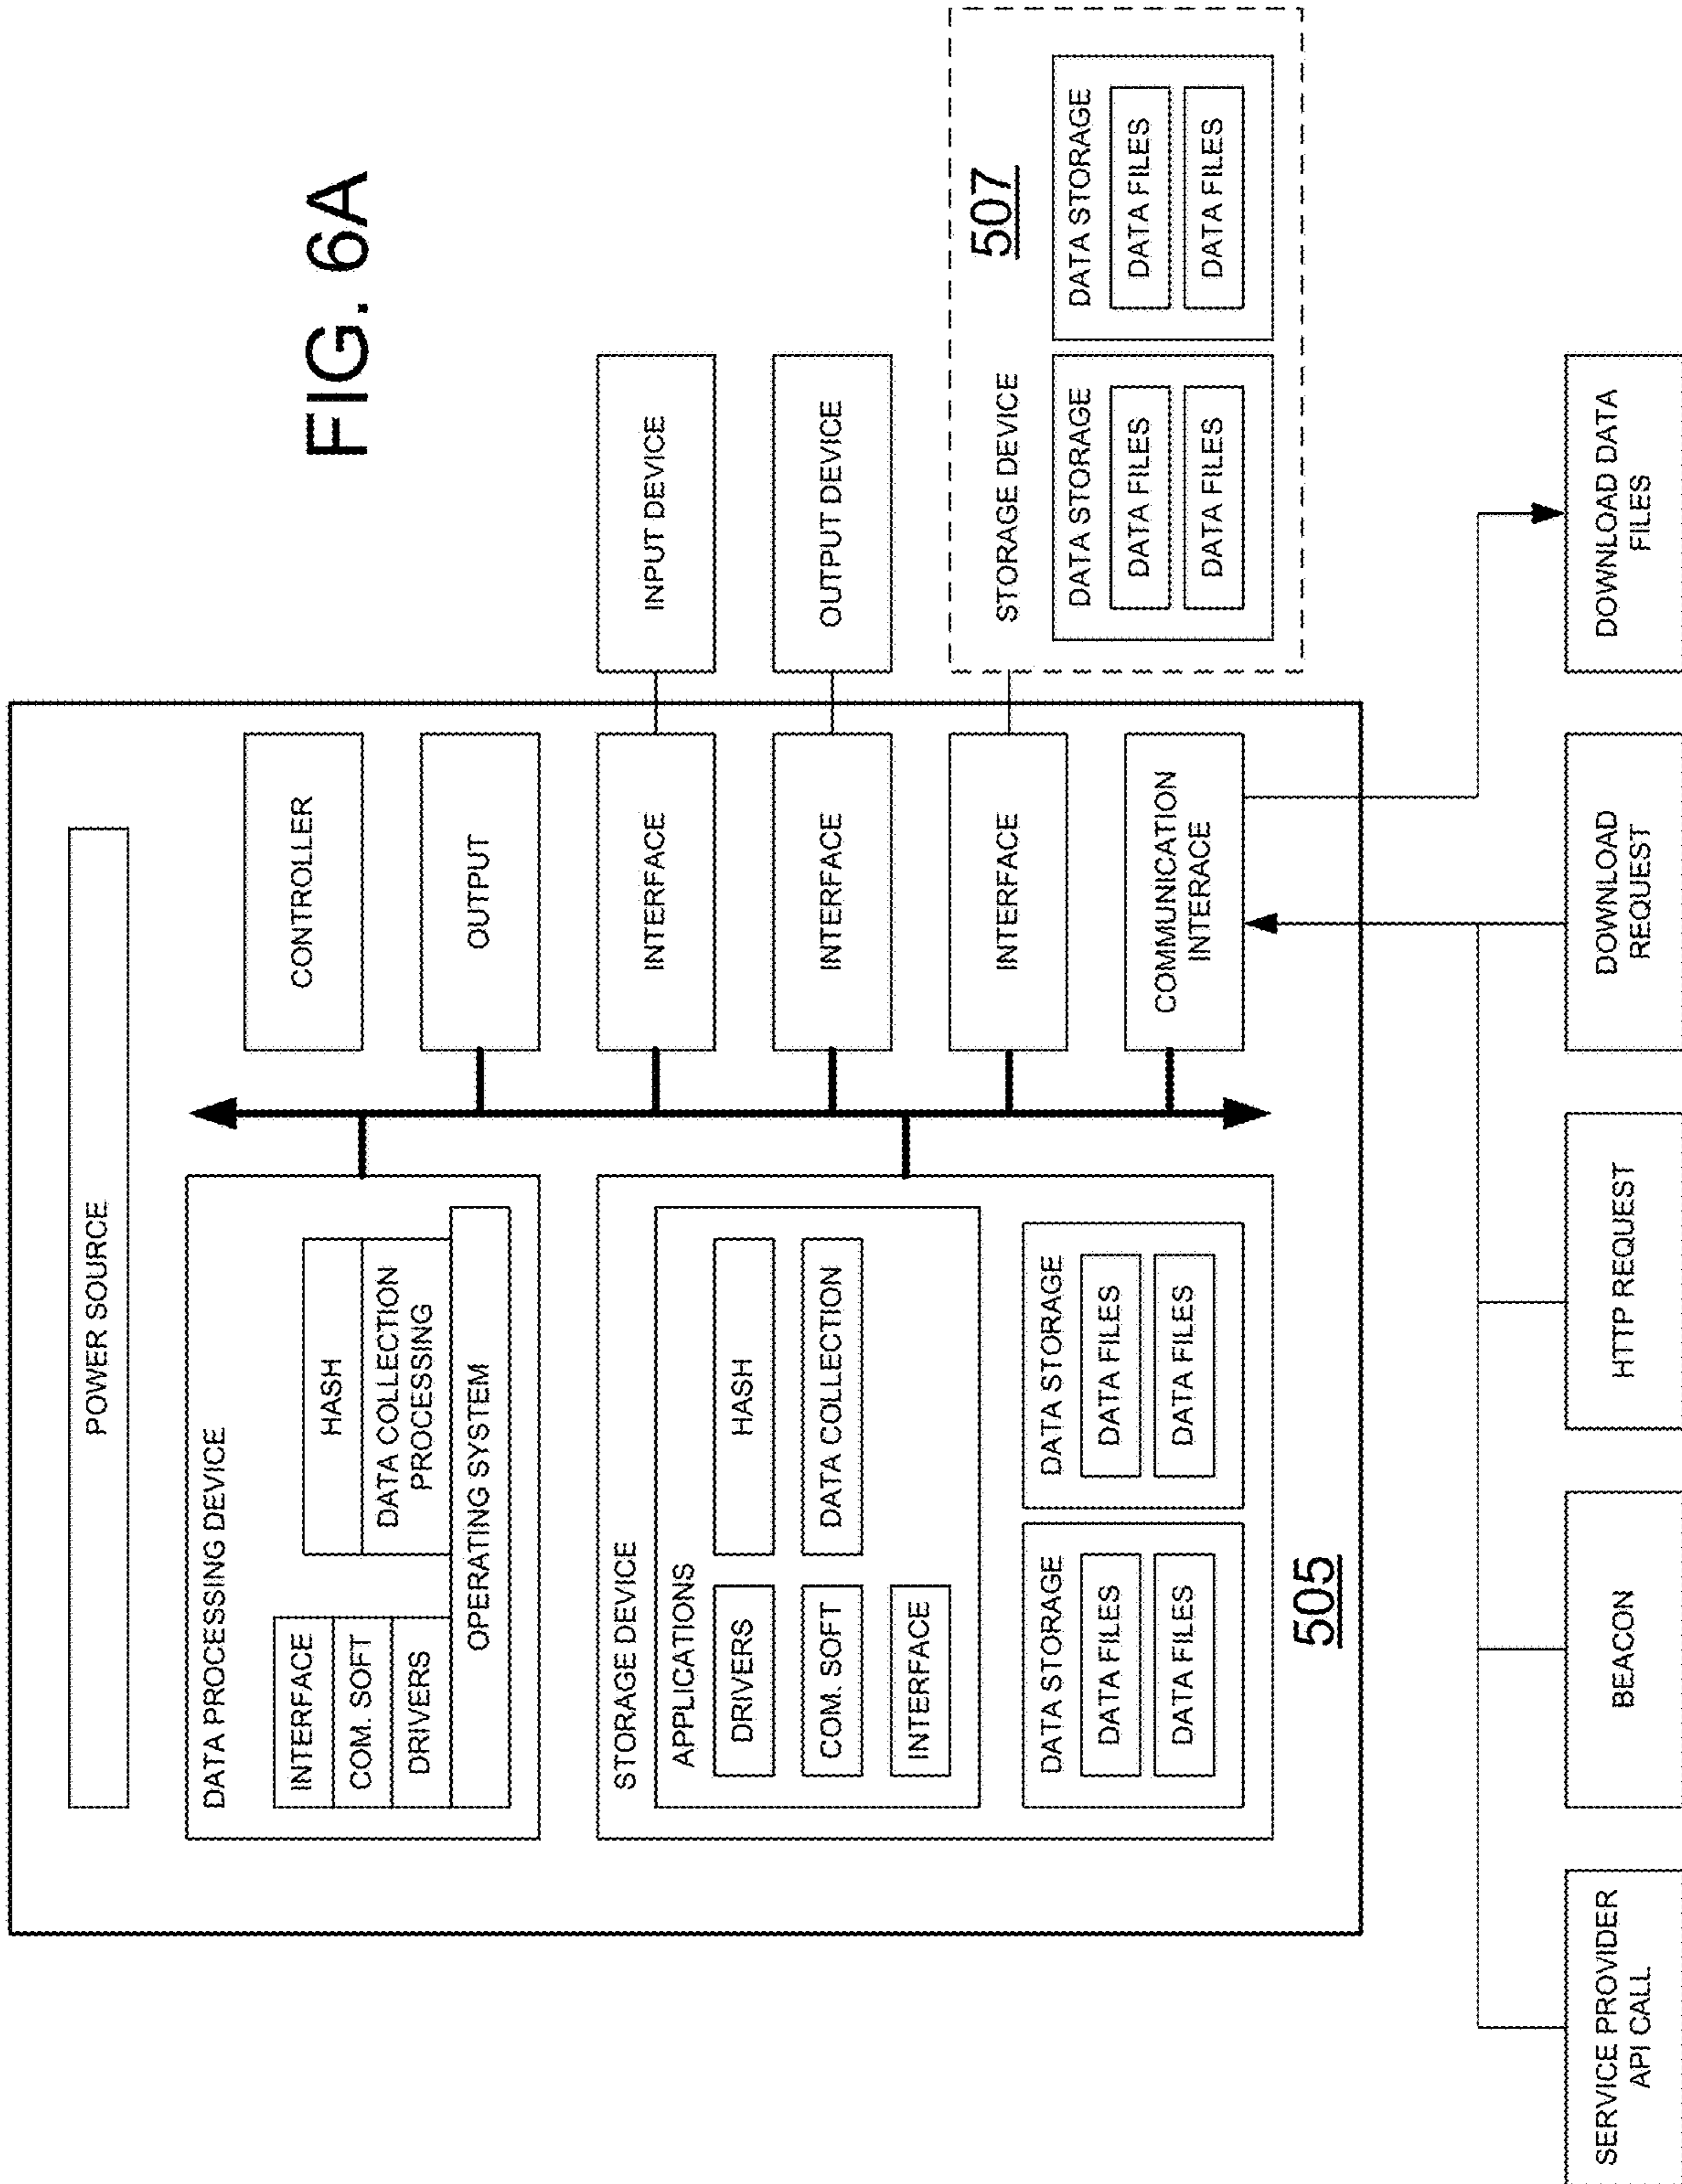 FIG. 6A
POWER SOURCE
DATA PROCESSING DEVICE
INTERFACE
COM. SOFT
DRIVERS
HASH
DATA COLLECTION
PROCESSING
OPERATING SYSTEM
STORAGE DEVICE
APPLICATIONS
DRIVERS
COM. SOFT
INTERFACE
HASH
DATA COLLECTION
DATA STORAGE
DATA FILES
DATA FILES
DATA STORAGE
DATA FILES
DATA FILES
505
CONTROLLER
OUTPUT
INTERFACE
INTERFACE
INTERFACE
COMMUNICATION
INTERACE
INPUT DEVICE
OUTPUT DEVICE
STORAGE DEVICE
507
DATA STORAGE
DATA FILES
DATA FILES
DATA STORAGE
DATA FILES
DATA FILES
SERVICE PROVIDER
API CALL
BEACON
HTTP REQUEST
DOWNLOAD
REQUEST
DOWNLOAD DATA
FILES